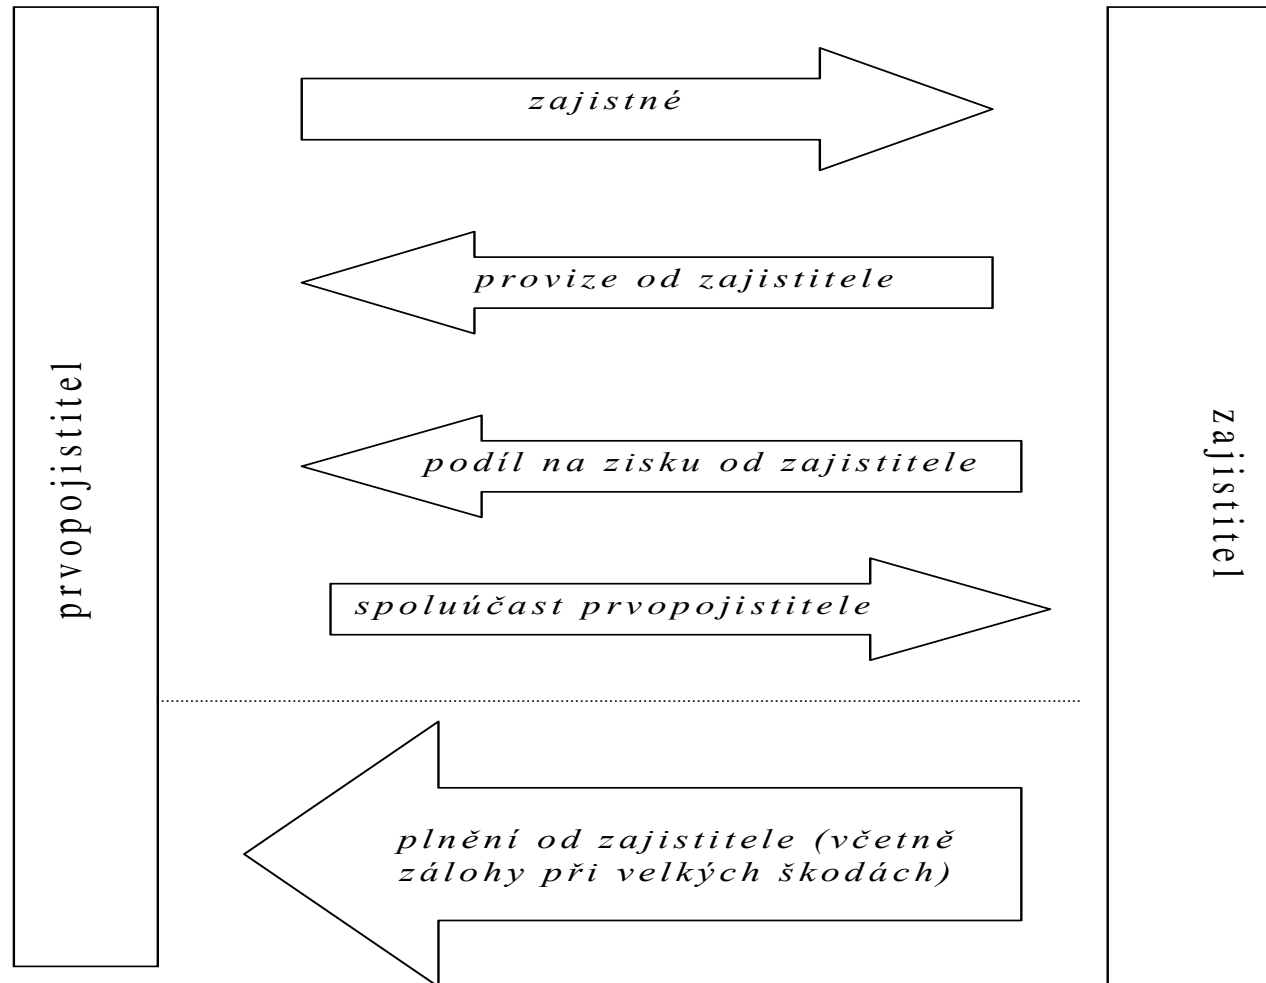 prvopojistitel
zajistné
provize od zajistitele
podíl na zisku od zajistitele
spoluúčast prvopojistitele
plnění od zajistitele (včetně
zálohy při velkých škodách)
zajistitel